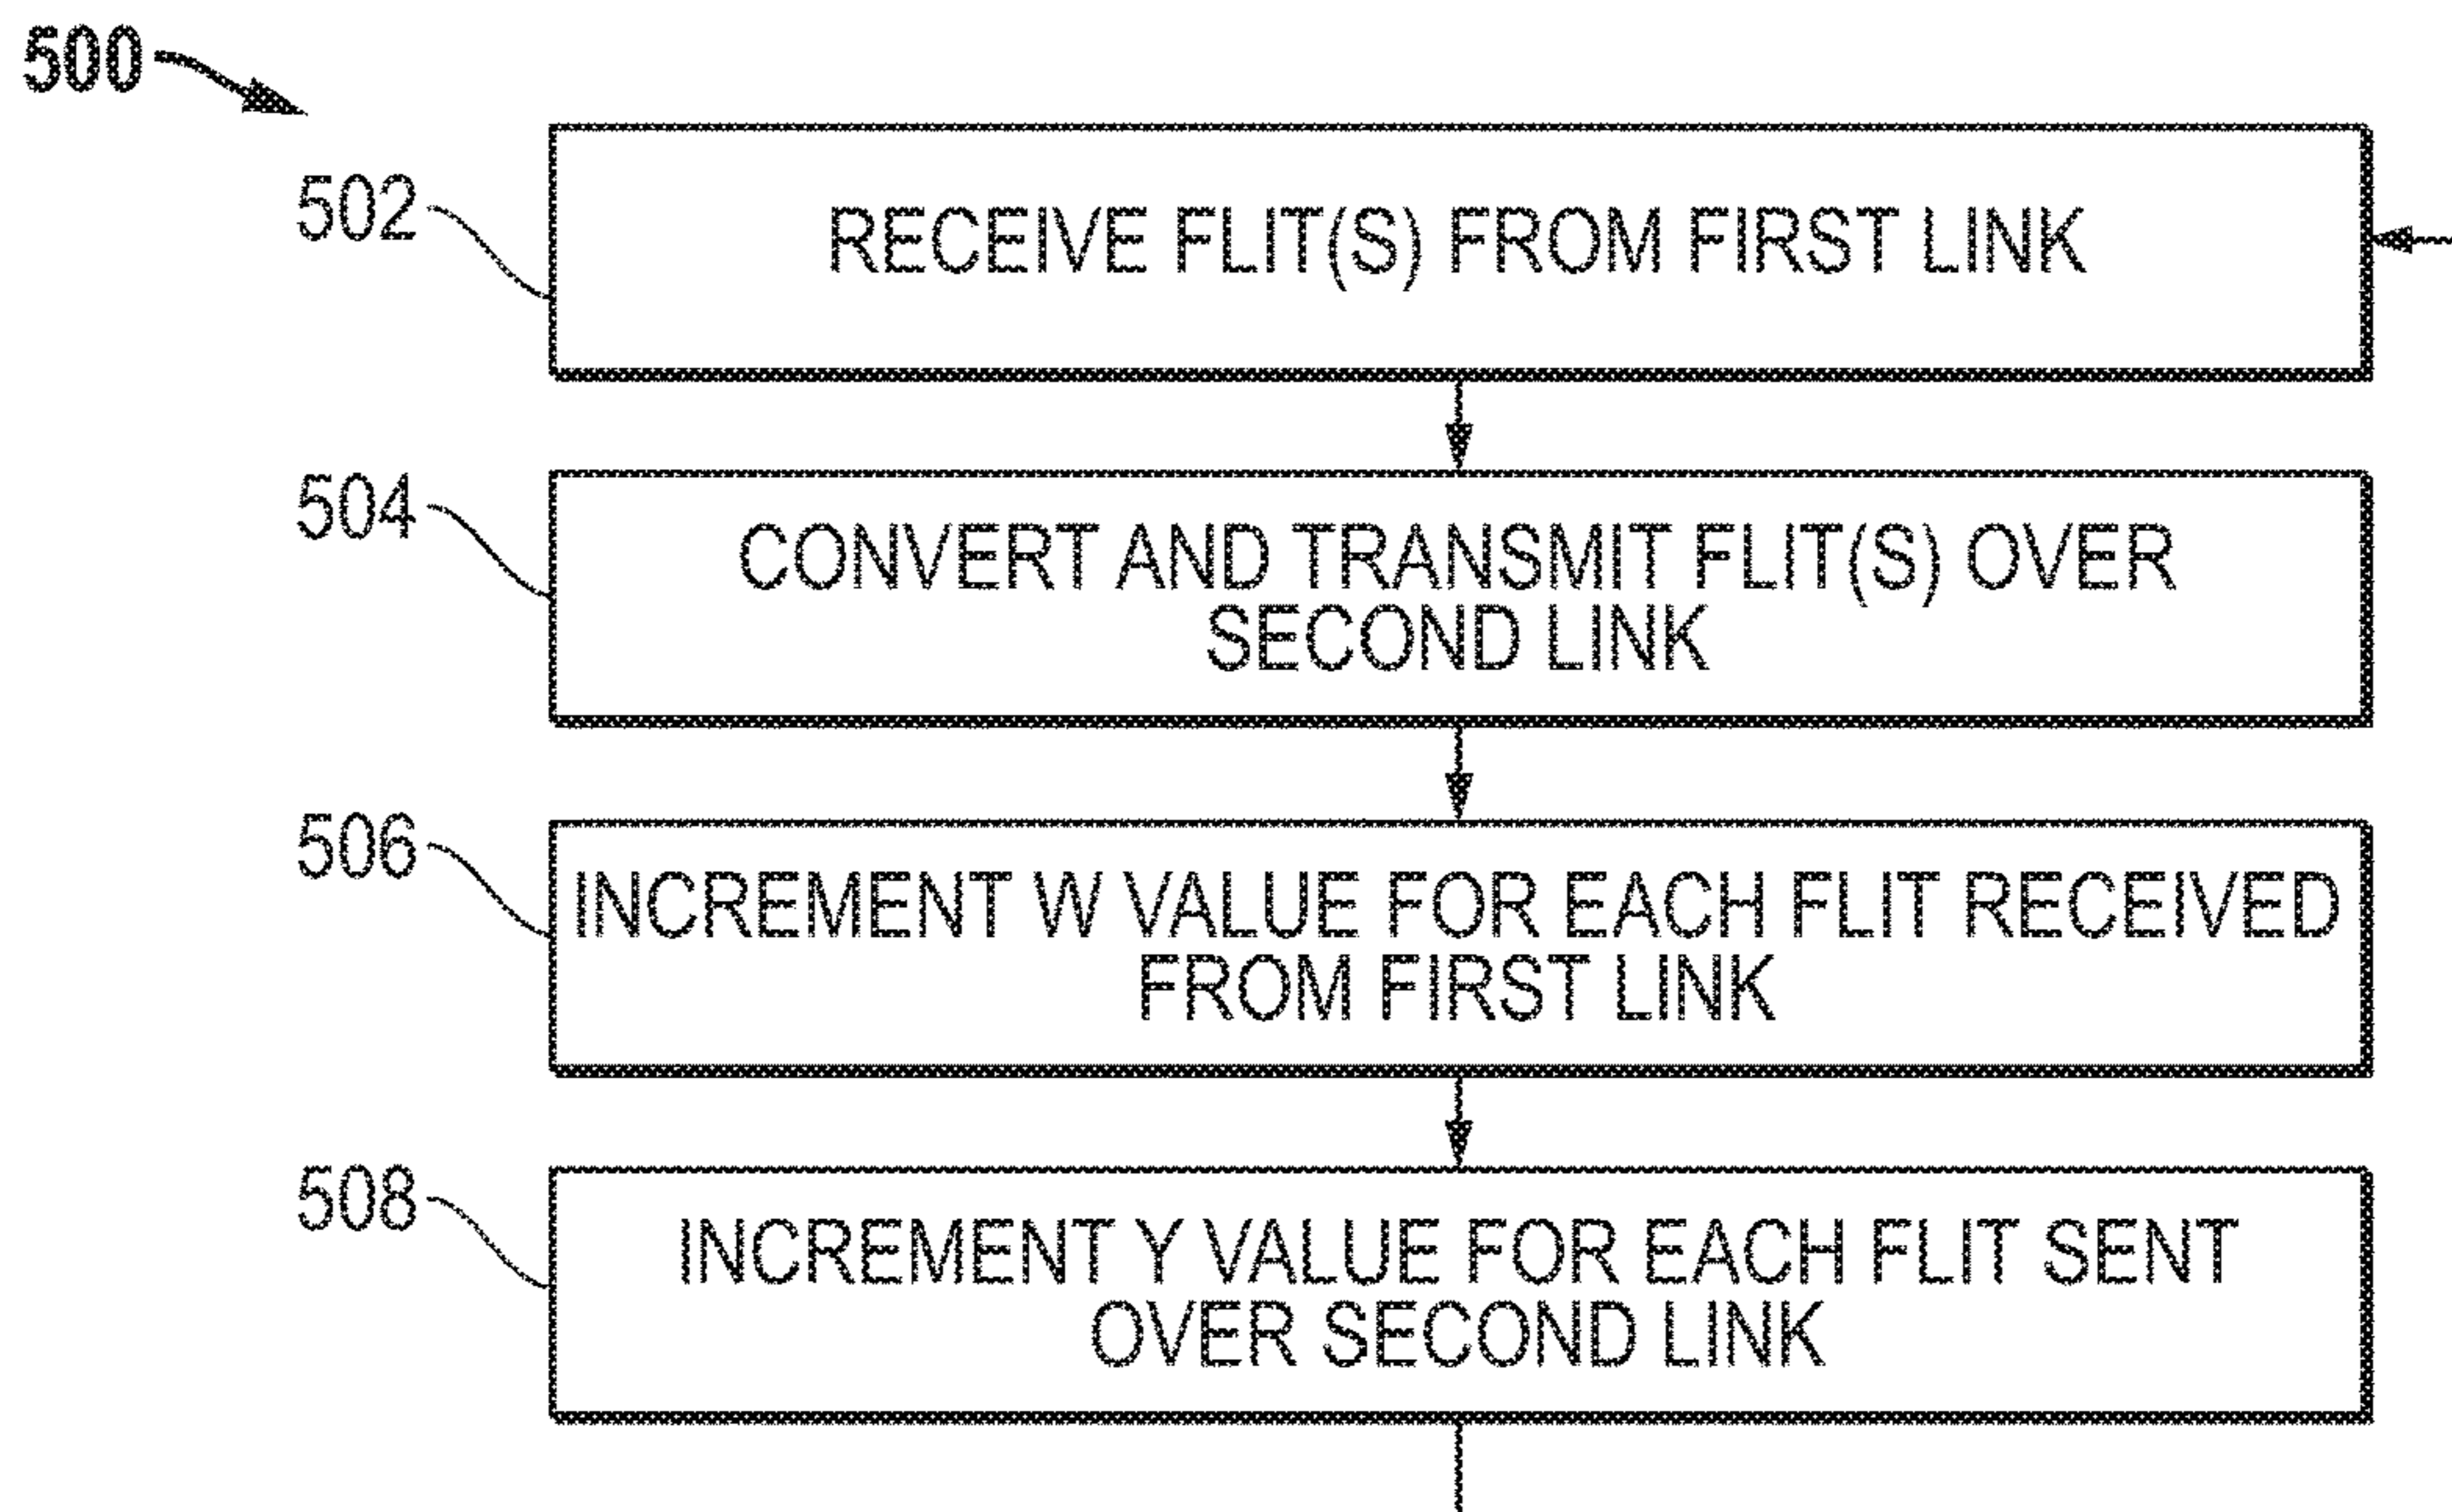 500
502
RECEIVE FLIT(S) FROM FIRST LINK
504
CONVERT AND TRANSMIT FLIT(S) OVER
SECOND LINK
506
INCREMENT W VALUE FOR EACH FLIT RECEIVED
FROM FIRST LINK
508
INCREMENT Y VALUE FOR EACH FLIT SENT
OVER SECOND LINK